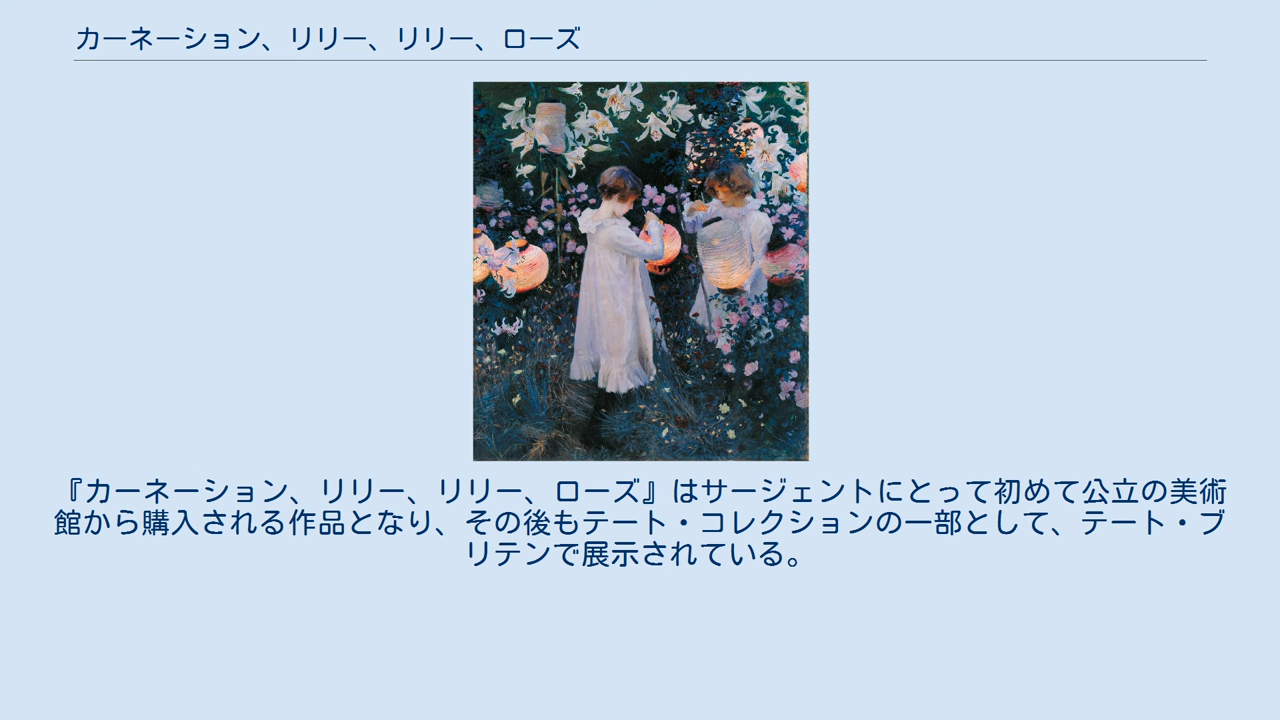 カーネーション、リリー、リリー、ローズ
『カーネーション、リリー、リリー、ローズ』はサージェントにとって初めて公立の美術
館から購入される作品となり、その後もテート・コレクションの一部として、テート・ブ
リテンで展示されている。